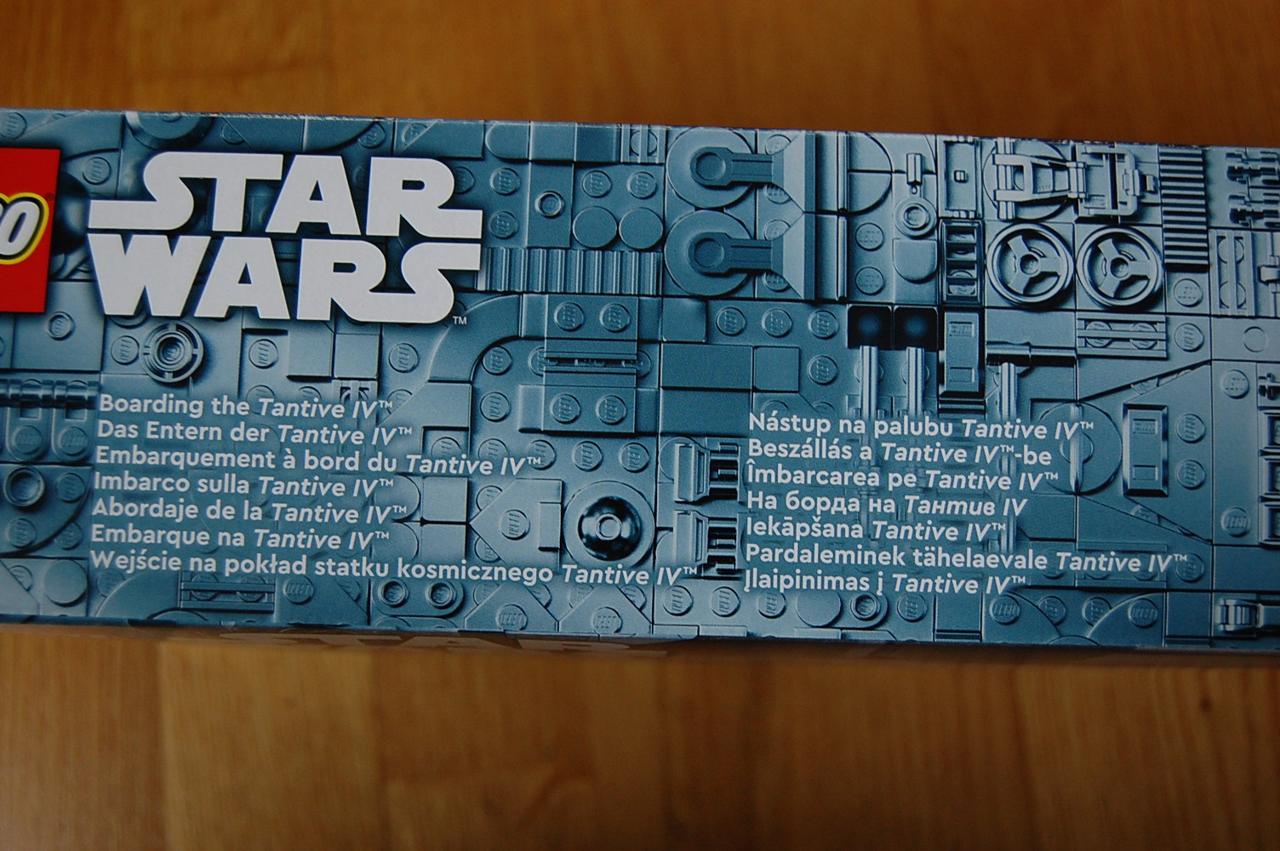 STAR
WARS™
Boarding the Tantive IV™
Das Entern der Tantive IV™
Embarquement à bord du Tantive IV™
Imbarco sulla Tantive IV™
Abordaje de la Tantive IV™
Embarque na Tantive IV™
Wejście na pokład statku kosmicznego Tantive IV™
Nástup na palubu Tantive IV™
Beszállás a Tantive IV™-be
Îmbarcarea pe Tantive IV™
На борда на Тантив IV
Iekāpšana Tantive IV™
Pardaleminek tähelaevale Tantive IV™
Įlaipinimas į Tantive IV™